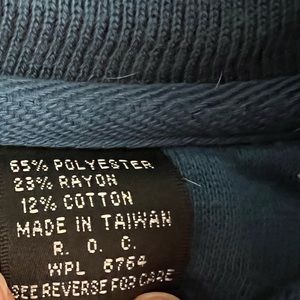 65% POLYESTER
23% RAYON
12% COTTON
MADE IN TAIWAN
R. O. C.
WPL 6764
SEE REVERSE FOR CARE